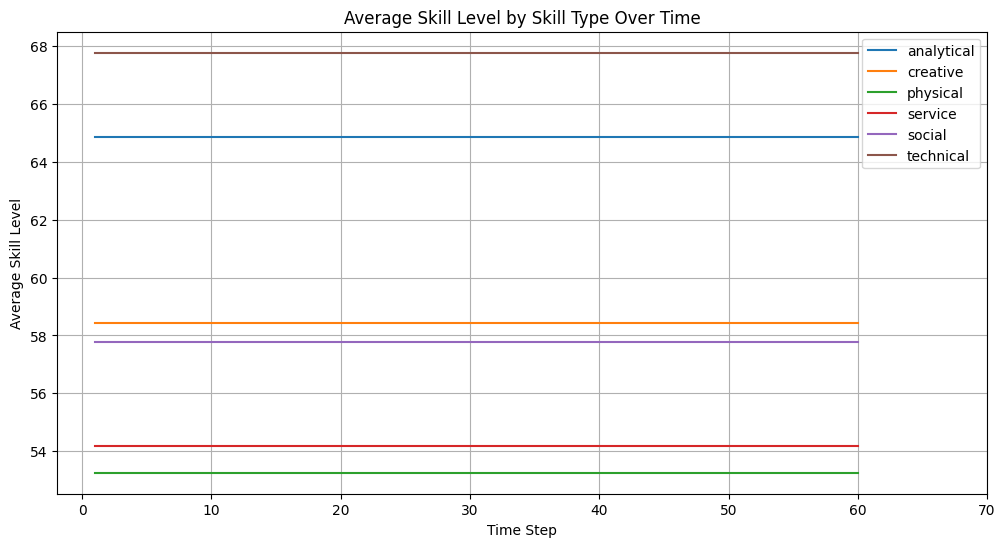 Average Skill Level by Skill Type Over Time
Average Skill Level
68
66
64
62
60
58
56
54
analytical
creative
physical
service
social
technical
0 10 20 30 40 50 60 70
Time Step